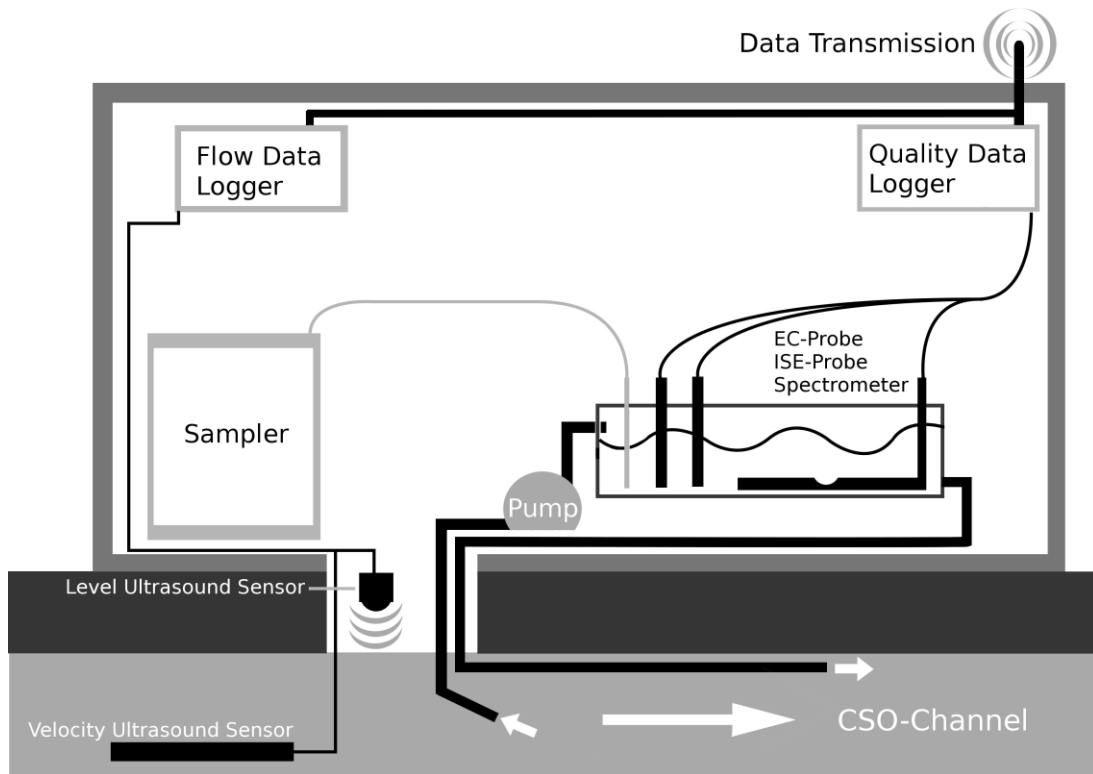 Data Transmission
Flow Data
Logger
Quality Data
Logger
EC-Probe
ISE-Probe
Spectrometer
Sampler
Pump
Level Ultrasound Sensor
Velocity Ultrasound Sensor
CSO-Channel